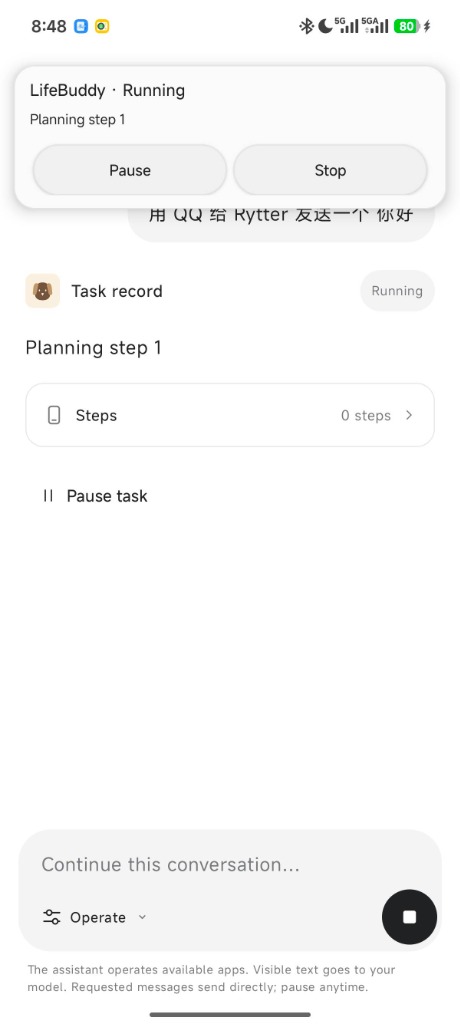 8:48
5G
5GA
80
LifeBuddy · Running
Planning step 1
Pause
Stop
用 QQ 给 Rytter 发送一个 你好
Task record
Running
Planning step 1
Steps
0 steps
Pause task
Continue this conversation...
Operate
The assistant operates available apps. Visible text goes to your
model. Requested messages send directly; pause anytime.